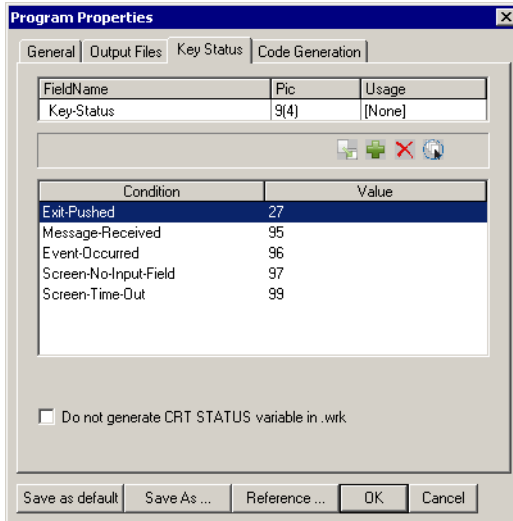 Program Properties
General Output Files Key Status Code Generation
FieldName Pic Usage
Key-Status 9(4) [None]
Condition Value
Exit-Pushed 27
Message-Received 95
Event-Occurred 96
Screen-No-Input-Field 97
Screen-Time-Out 99
Do not generate CRT STATUS variable in .wrk
Save as default Save As ... Reference ... OK Cancel